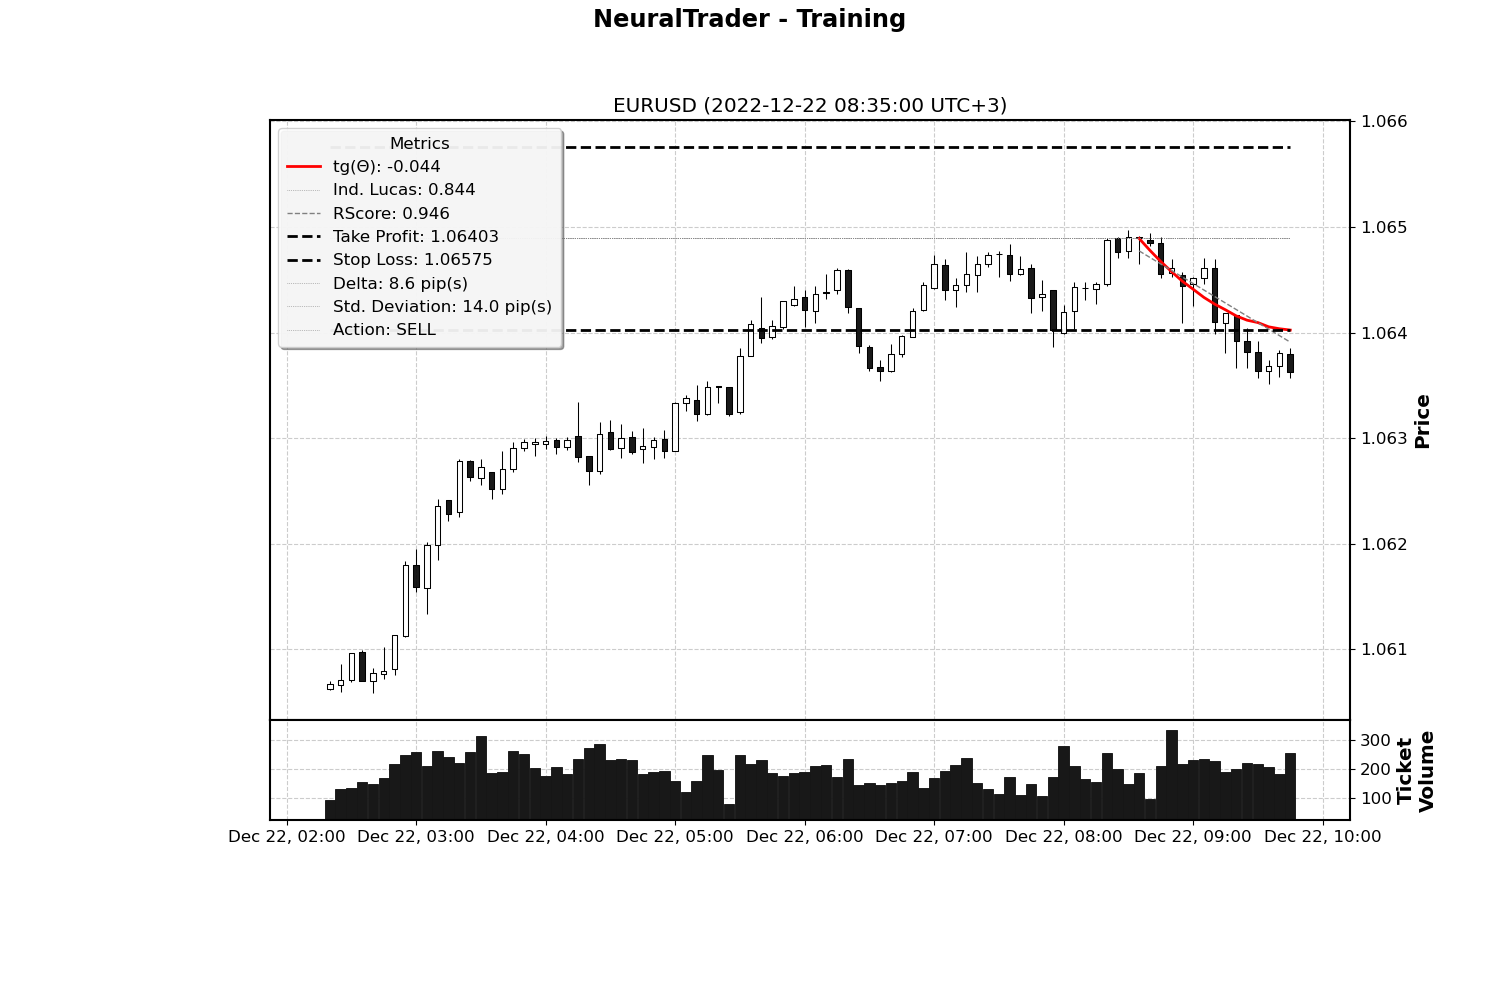 NeuralTrader - Training
EURUSD (2022-12-22 08:35:00 UTC+3)
Metrics
tg(Θ): -0.044
Ind. Lucas: 0.844
RScore: 0.946
Take Profit: 1.06403
Stop Loss: 1.06575
Delta: 8.6 pip(s)
Std. Deviation: 14.0 pip(s)
Action: SELL
1.066
1.065
1.064
1.063
1.062
1.061
Price
300
200
100
Ticket
Volume
Dec 22, 02:00 Dec 22, 03:00 Dec 22, 04:00 Dec 22, 05:00 Dec 22, 06:00 Dec 22, 07:00 Dec 22, 08:00 Dec 22, 09:00 Dec 22, 10:00